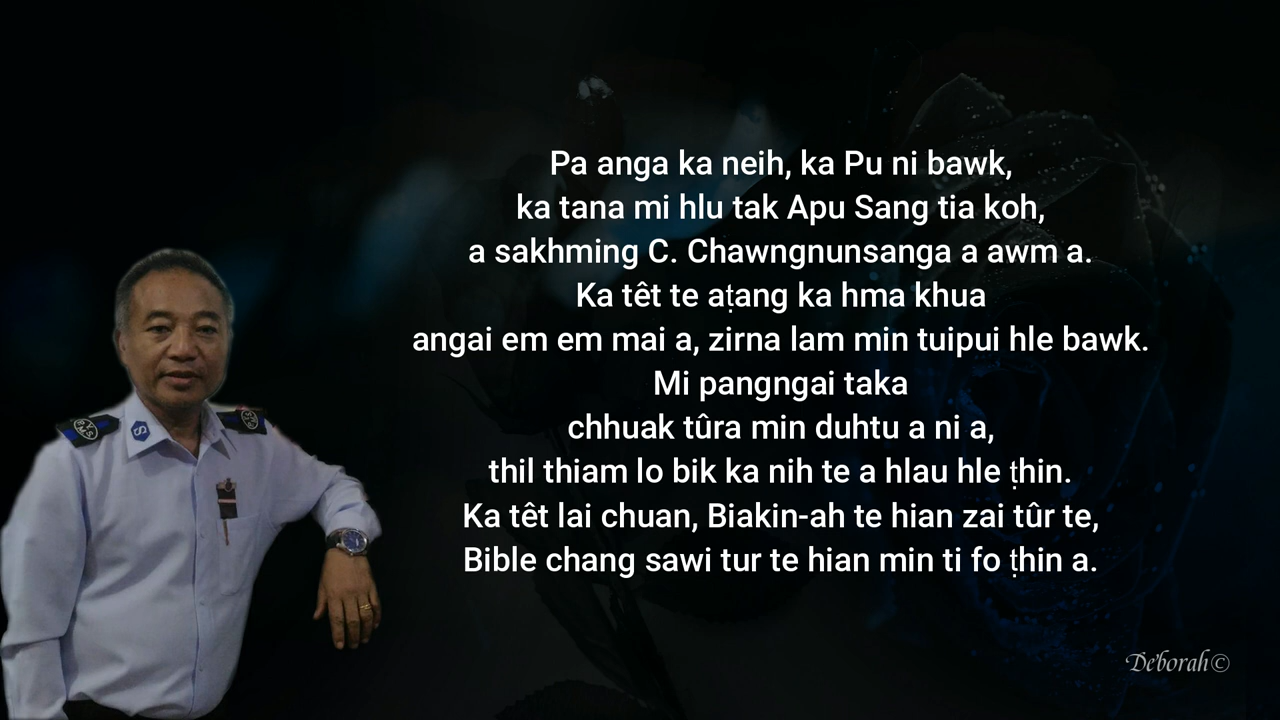 Pa anga ka neih, ka Pu ni bawk,
ka tana mi hlu tak Apu Sang tia koh,
a sakhming C. Chawngnunsanga a awm a.
Ka têt te aṭang ka hma khua
angai em em mai a, zirna lam min tuipui hle bawk.
Mi pangngai taka
chhuak tûra min duhtu a ni a,
thil thiam lo bik ka nih te a hlau hle ṭhin.
Ka têt lai chuan, Biakin-ah te hian zai tûr te,
Bible chang sawi tur te hian min ti fo ṭhin a.
Deborah©